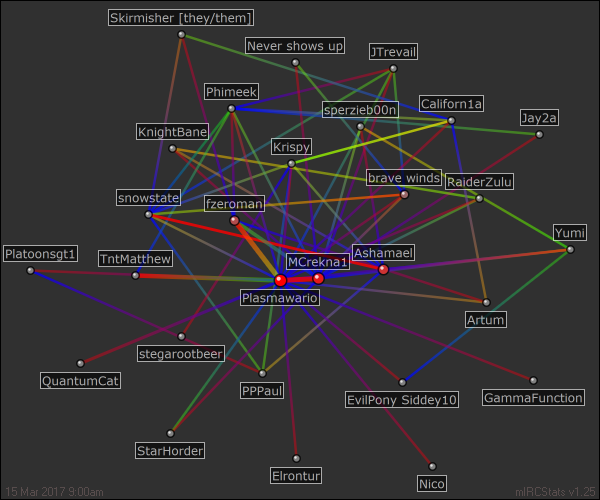 Skirmisher [they/them]
Never shows up
JTrevail
Phimeek
sperzieb00n
Californ1a
Jay2a
KnightBane
Krispy
brave winds
RaiderZulu
snowstate
fzeroman
Yumi
Platoonsgt1
TntMatthew
MCrekna1
Ashamael
Plasmawario
Artum
stegarootbeer
QuantumCat
PPPaul
EvilPony Siddey10
GammaFunction
StarHorder
Elrontur
Nico
15 Mar 2017 9:00am
mIRCStats v1.25